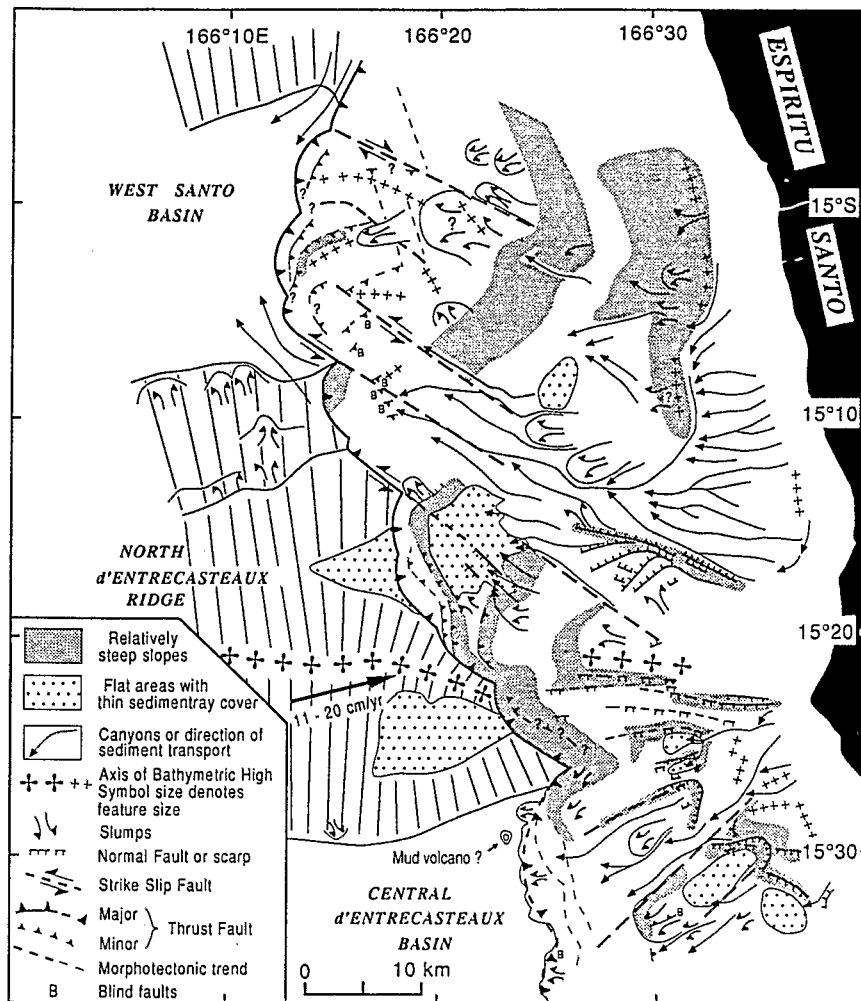 166°10E
166°20
166°30
ESPIRITU
SANTO
WEST SANTO
BASIN
15°S
?
?
?
?
?
?
?
?
B
B
B
B
B
?
15°10
NORTH
d'ENTRECASTEAUX
RIDGE
15°20
11 - 20 cm/yr
?
?
?
Mud volcano ?
15°30
CENTRAL
d'ENTRECASTEAUX
BASIN
B
B
0 10 km
Relatively
steep slopes
Flat areas with
thin sedimentray cover
Canyons or direction of
sediment transport
Axis of Bathymetric High
Symbol size denotes
feature size
Slumps
Normal Fault or scarp
Strike Slip Fault
Major
Thrust Fault
Minor
Morphotectonic trend
B Blind faults